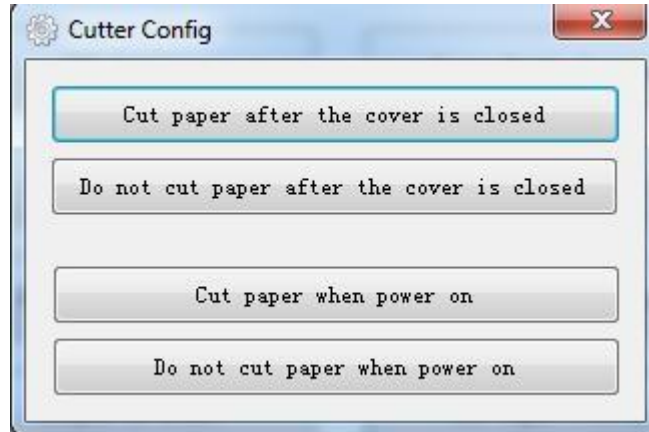 Cutter Config
Cut paper after the cover is closed
Do not cut paper after the cover is closed
Cut paper when power on
Do not cut paper when power on